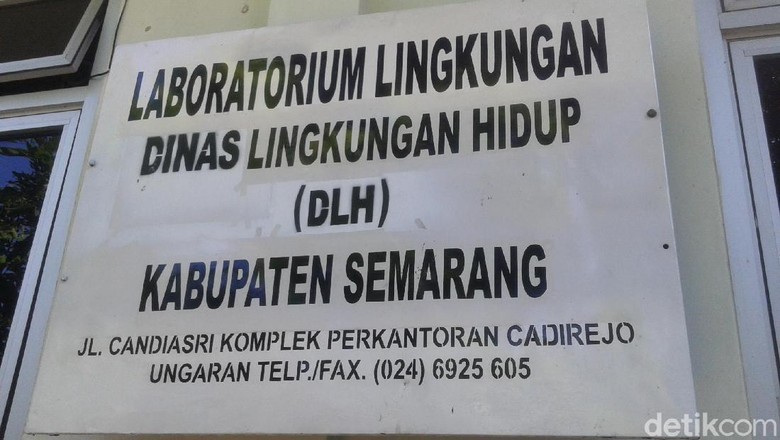 LABORATORIUM LINGKUNGAN
DINAS LINGKUNGAN HIDUP
(DLH)
KABUPATEN SEMARANG
JL. CANDIASRI KOMPLEK PERKANTORAN CADIREJO
UNGARAN TELP./FAX. (024) 6925 605
detikcom